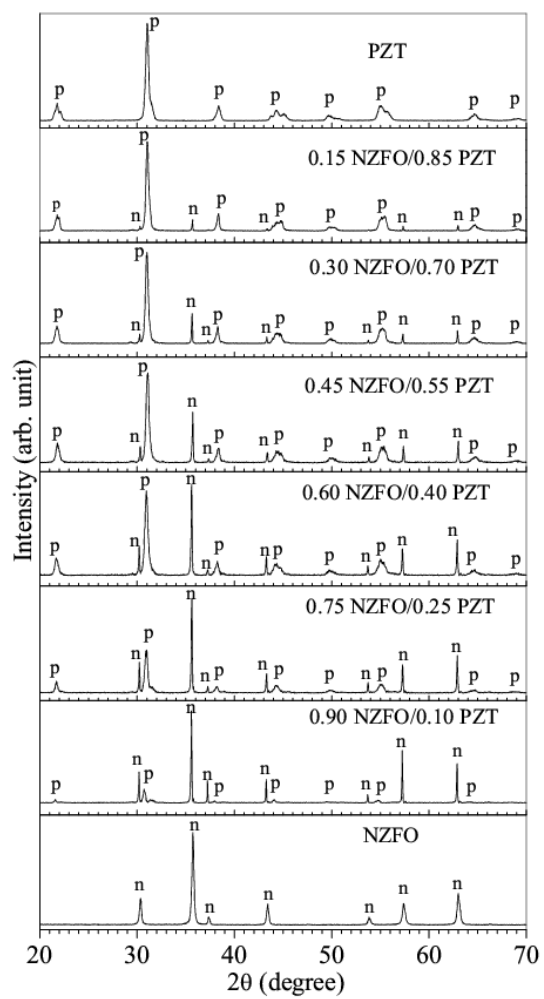 PZT
p p p p p p p p
0.15 NZFO/0.85 PZT
p n p n p n p p p n n p p
0.30 NZFO/0.70 PZT
p n p n n p n p p n p n n p p
0.45 NZFO/0.55 PZT
p n p n n p n p p n p n n p p
0.60 NZFO/0.40 PZT
p n p n n p n p p n p n n p p
0.75 NZFO/0.25 PZT
p n p n n p n p p n p n n p p
0.90 NZFO/0.10 PZT
p n p n n p n p p n p n n p
NZFO
n n n n n n n
Intensity (arb. unit)
20 30 40 50 60 70
2θ (degree)